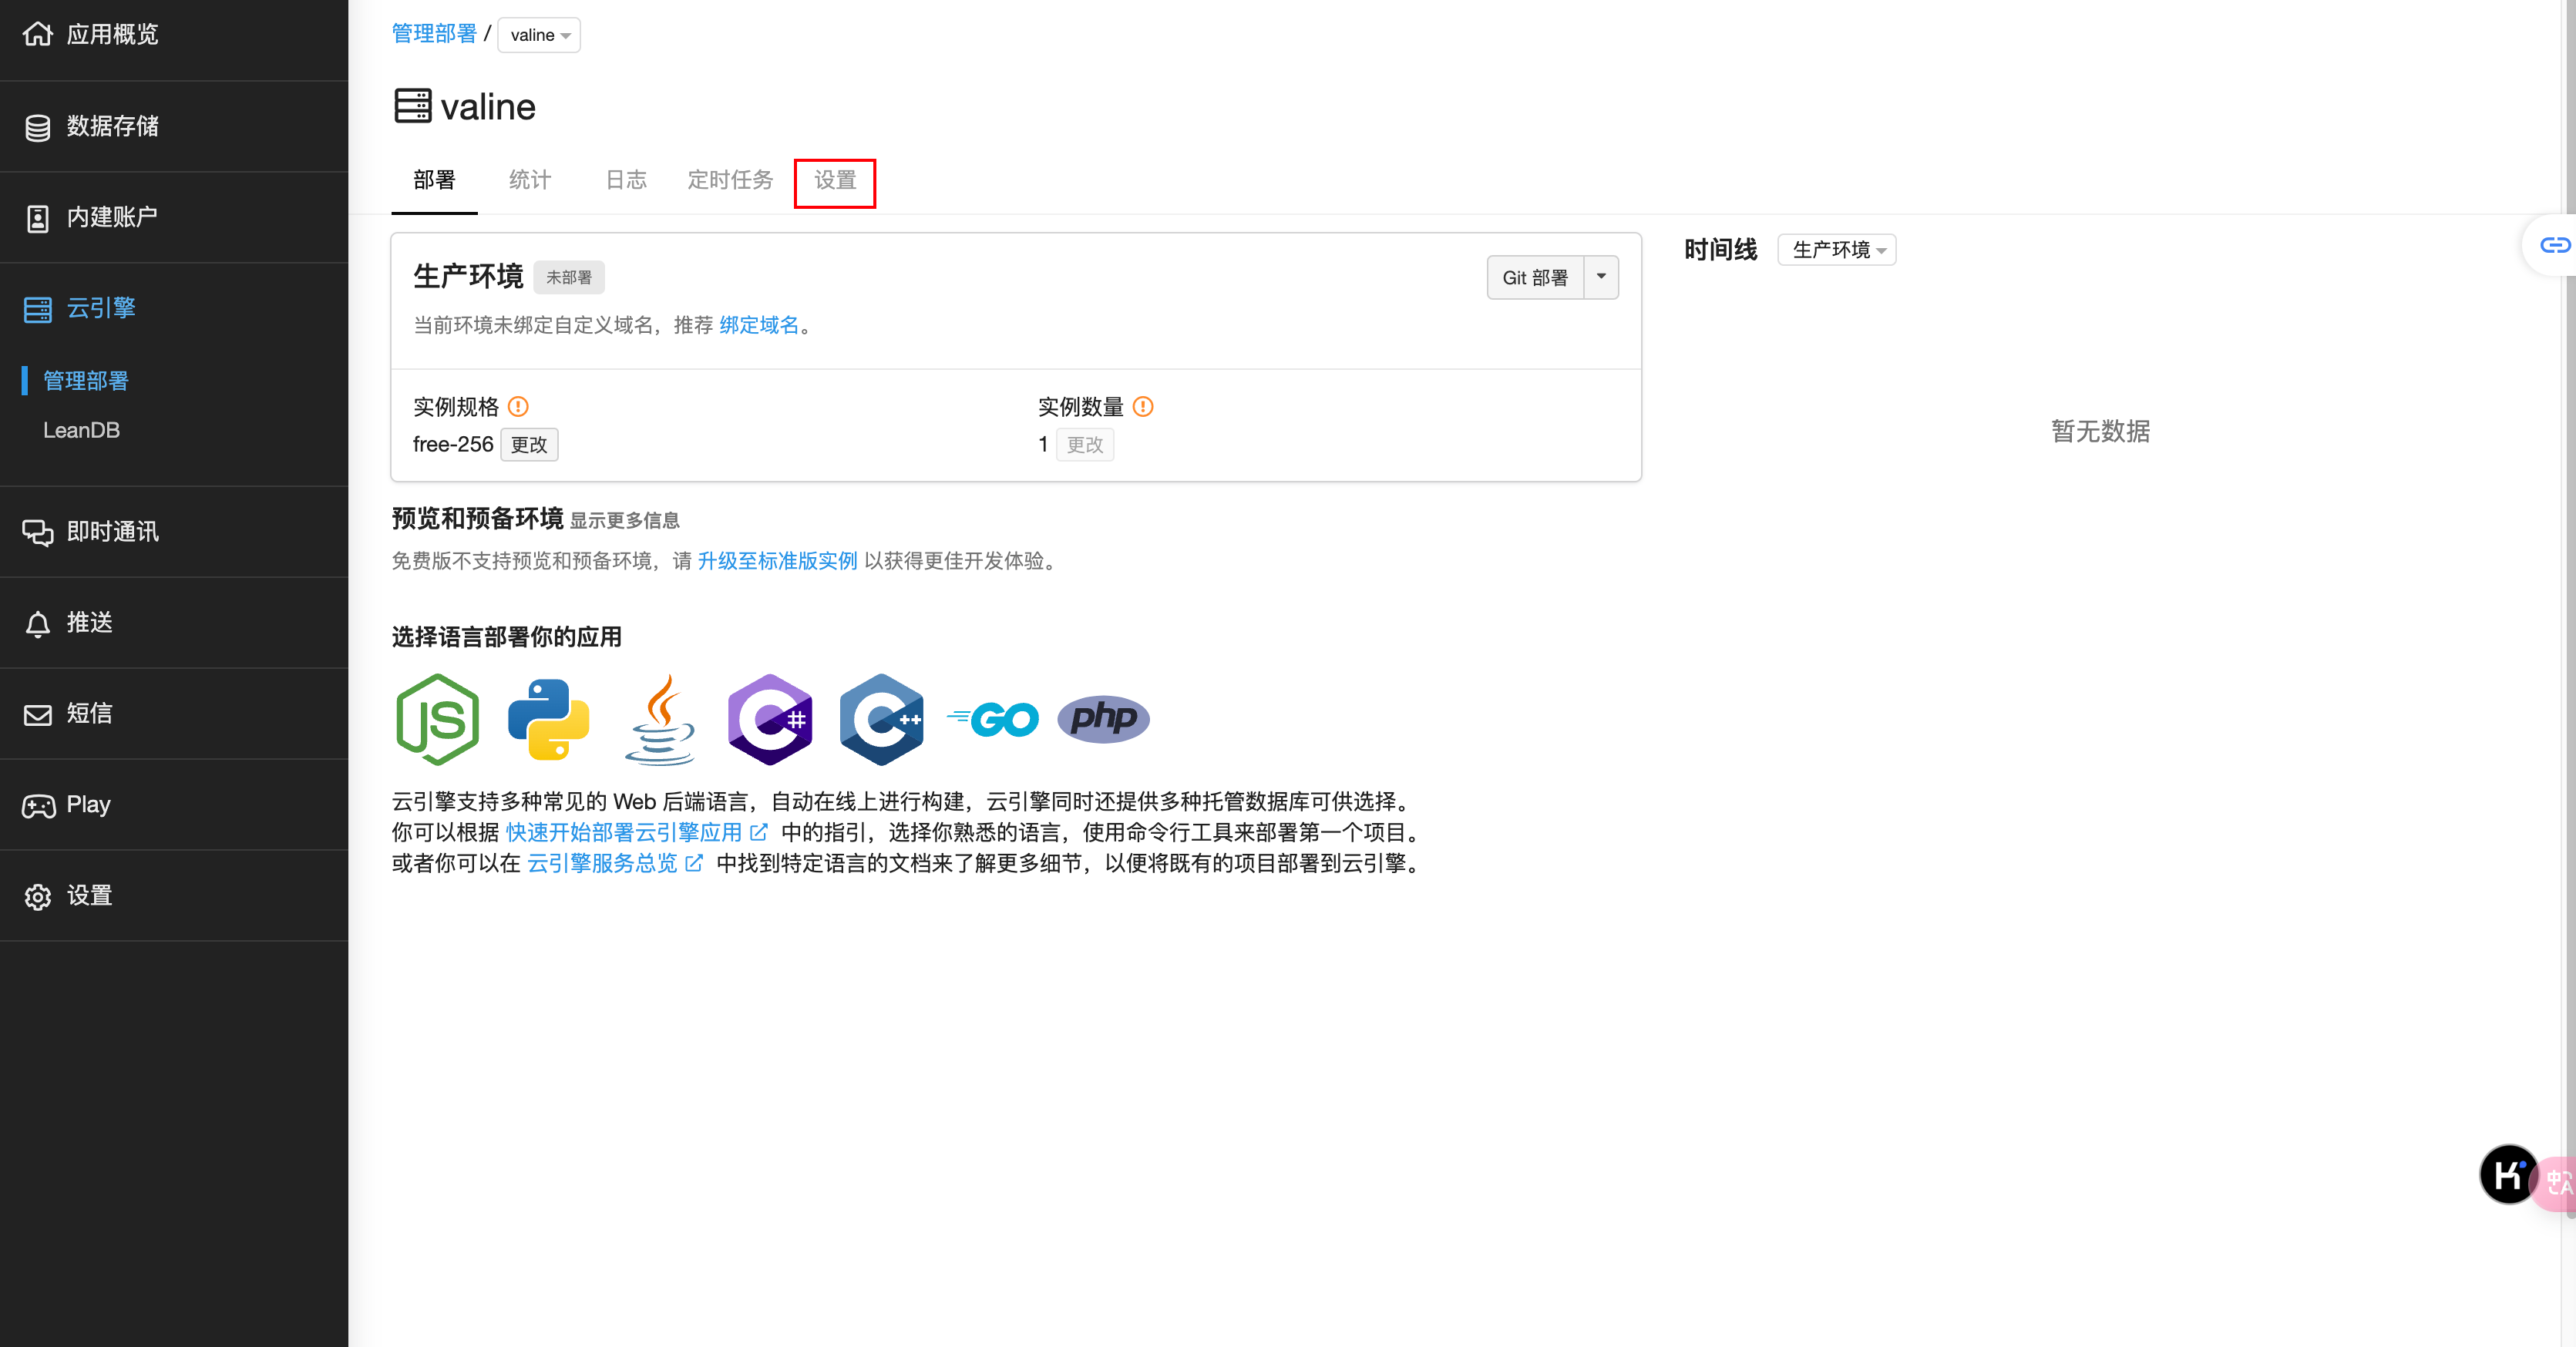 应用概览
数据存储
内建账户
云引擎
管理部署
LeanDB
即时通讯
推送
短信
Play
设置
管理部署 / valine
valine
部署 统计 日志 定时任务 设置
生产环境 未部署
Git 部署
当前环境未绑定自定义域名，推荐 绑定域名。
实例规格
free-256 更改
实例数量
1 更改
预览和预备环境 显示更多信息
免费版不支持预览和预备环境，请 升级至标准版实例 以获得更佳开发体验。
选择语言部署你的应用
JS C# C++ GO php
云引擎支持多种常见的 Web 后端语言，自动在线上进行构建，云引擎同时还提供多种托管数据库可供选择。
你可以根据 快速开始部署云引擎应用 中的指引，选择你熟悉的语言，使用命令行工具来部署第一个项目。
或者你可以在 云引擎服务总览 中找到特定语言的文档来了解更多细节，以便将既有的项目部署到云引擎。
时间线 生产环境
暂无数据
K
中A